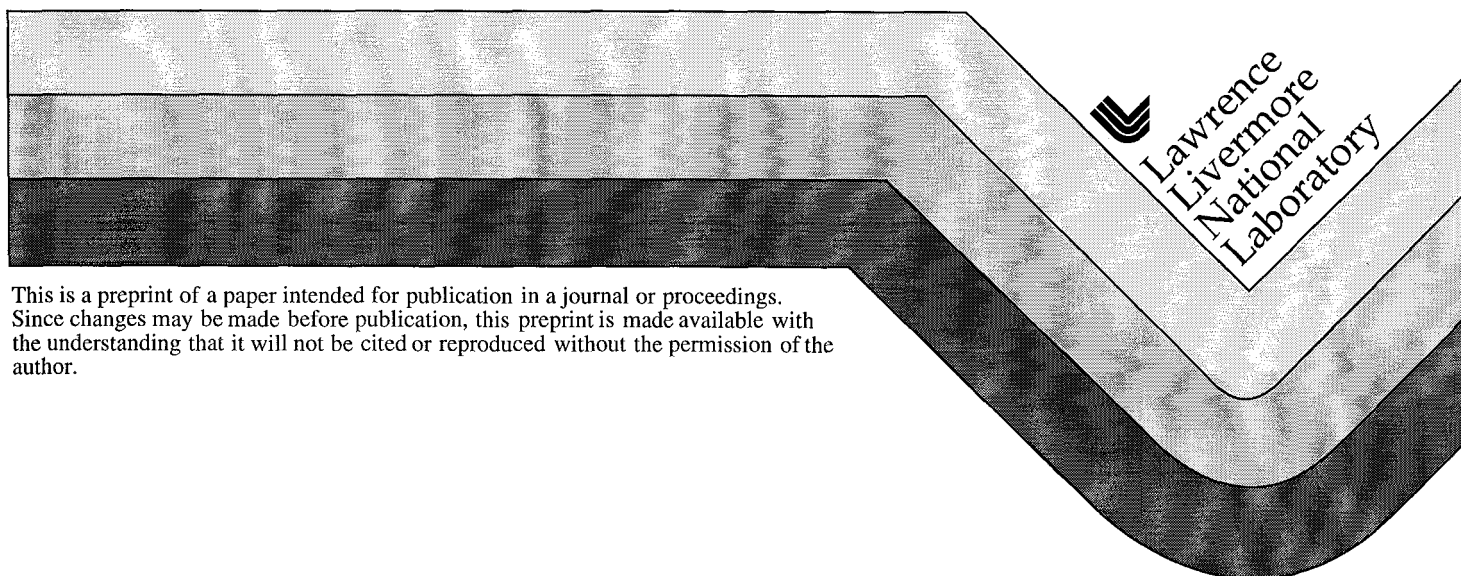 Lawrence
Livermore
National
Laboratory
This is a preprint of a paper intended for publication in a journal or proceedings.
Since changes may be made before publication, this preprint is made available with
the understanding that it will not be cited or reproduced without the permission of the
author.